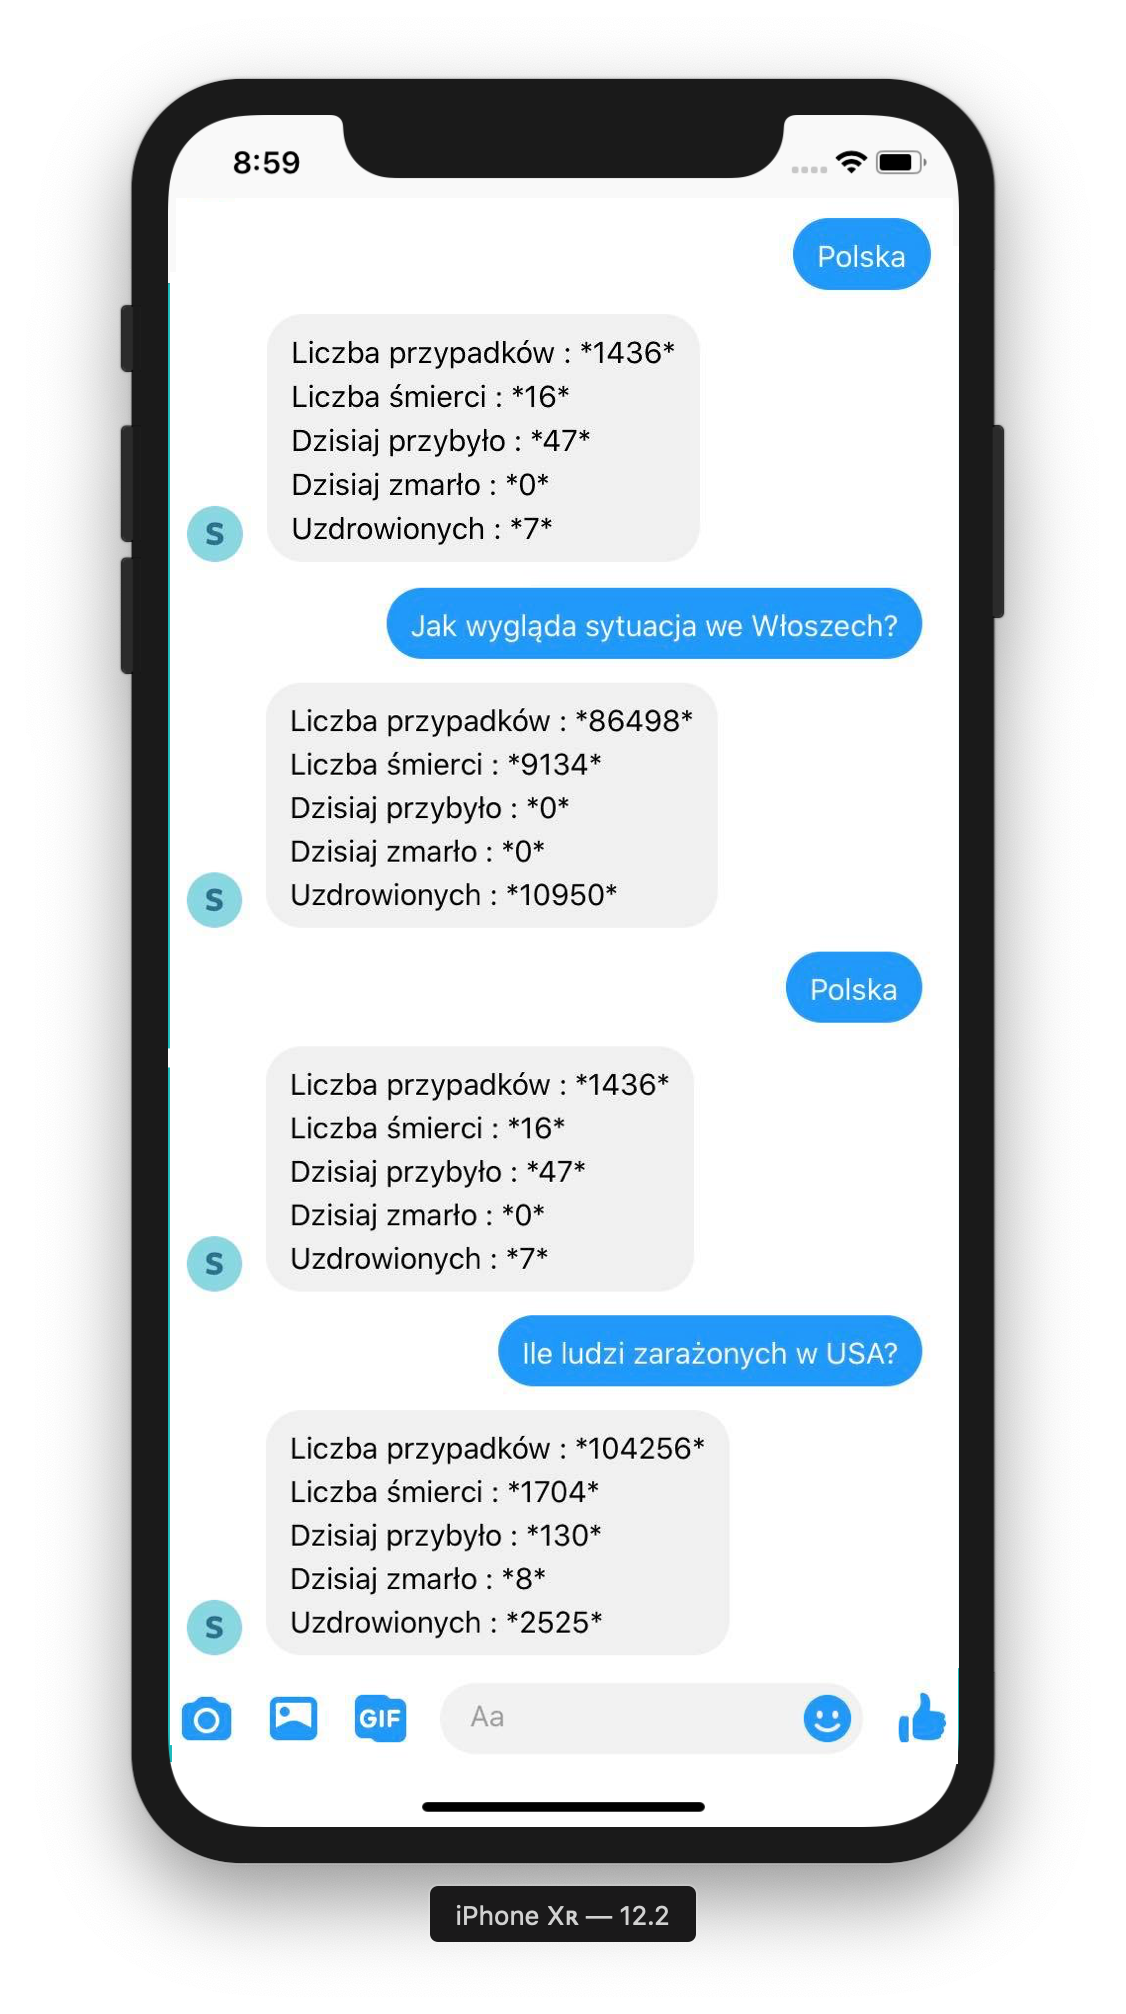 8:59
Polska
Liczba przypadków : *1436*
Liczba śmierci : *16*
Dzisiaj przybyło : *47*
Dzisiaj zmarło : *0*
Uzdrowionych : *7*
S
Jak wygląda sytuacja we Włoszech?
Liczba przypadków : *86498*
Liczba śmierci : *9134*
Dzisiaj przybyło : *0*
Dzisiaj zmarło : *0*
Uzdrowionych : *10950*
S
Polska
Liczba przypadków : *1436*
Liczba śmierci : *16*
Dzisiaj przybyło : *47*
Dzisiaj zmarło : *0*
Uzdrowionych : *7*
S
Ile ludzi zarażonych w USA?
Liczba przypadków : *104256*
Liczba śmierci : *1704*
Dzisiaj przybyło : *130*
Dzisiaj zmarło : *8*
Uzdrowionych : *2525*
S
GIF Aa
iPhone Xʀ — 12.2